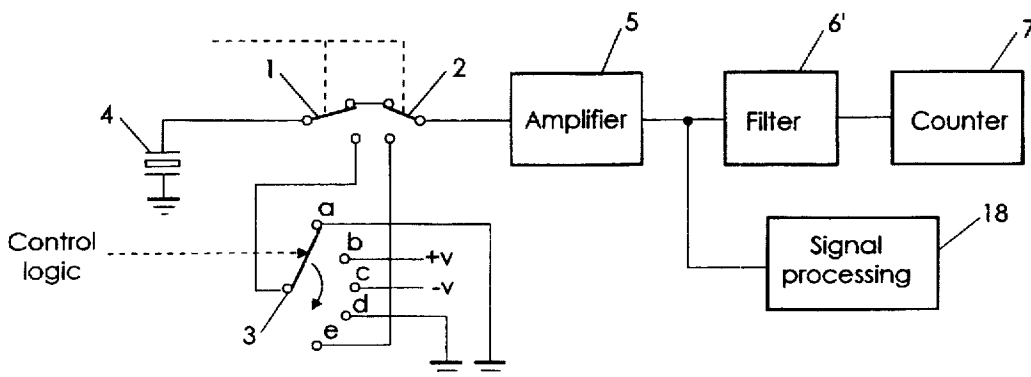 5
6'
7
1
2
4
Amplifier
Filter
Counter
a
18
Control
logic
b
+v
c
-v
d
3
e
Signal
processing